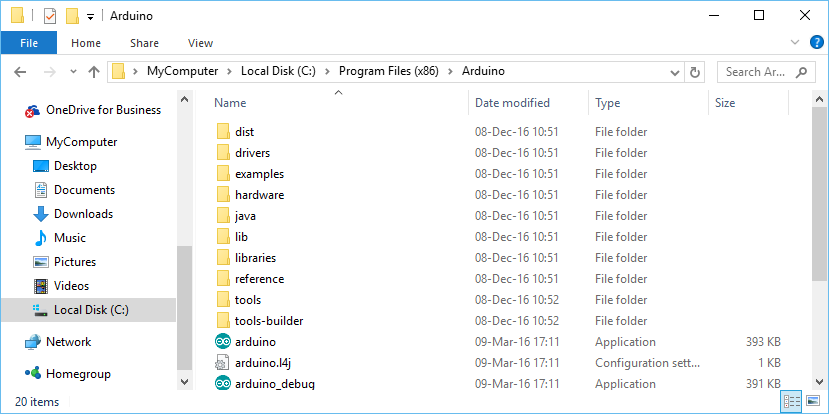 Arduino
File Home Share View
MyComputer Local Disk (C:) Program Files (x86) Arduino Search Ar...
Name Date modified Type Size
OneDrive for Business
MyComputer
Desktop
Documents
Downloads
Music
Pictures
Videos
Local Disk (C:)
Network
Homegroup
dist 08-Dec-16 10:51 File folder
drivers 08-Dec-16 10:51 File folder
examples 08-Dec-16 10:51 File folder
hardware 08-Dec-16 10:51 File folder
java 08-Dec-16 10:51 File folder
lib 08-Dec-16 10:51 File folder
libraries 08-Dec-16 10:51 File folder
reference 08-Dec-16 10:51 File folder
tools 08-Dec-16 10:52 File folder
tools-builder 08-Dec-16 10:52 File folder
arduino 09-Mar-16 17:11 Application 393 KB
arduino.l4j 09-Mar-16 17:11 Configuration sett... 1 KB
arduino_debug 09-Mar-16 17:11 Application 391 KB
20 items